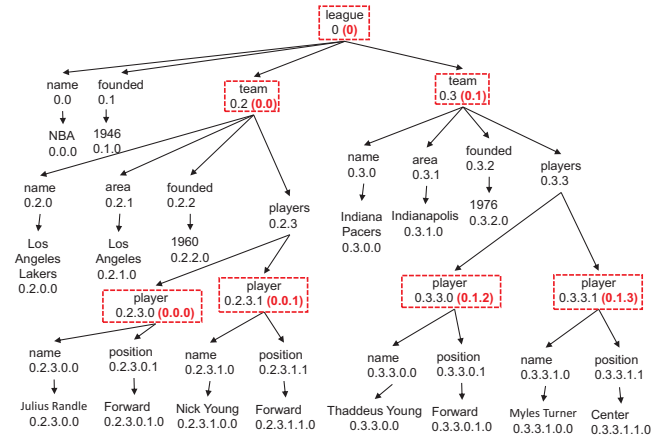 league
0 (0)
name
0.0
founded
0.1
team
0.2 (0.0)
team
0.3 (0.1)
NBA
0.0.0
1946
0.1.0
name
0.3.0
area
0.3.1
founded
0.3.2
players
0.3.3
name
0.2.0
area
0.2.1
founded
0.2.2
players
0.2.3
Indiana
Pacers
0.3.0.0
Indianapolis
0.3.1.0
1976
0.3.2.0
Los
Angeles
Lakers
0.2.0.0
Los
Angeles
0.2.1.0
1960
0.2.2.0
player
0.2.3.0 (0.0.0)
player
0.2.3.1 (0.0.1)
player
0.3.3.0 (0.1.2)
player
0.3.3.1 (0.1.3)
name
0.2.3.0.0
position
0.2.3.0.1
name
0.2.3.1.0
position
0.2.3.1.1
name
0.3.3.0.0
position
0.3.3.0.1
name
0.3.3.1.0
position
0.3.3.1.1
Julius Randle
0.2.3.0.0
Forward
0.2.3.0.1.0
Nick Young
0.2.3.1.0.0
Forward
0.2.3.1.1.0
Thaddeus Young
0.3.3.0.0
Forward
0.3.3.0.1.0
Myles Turner
0.3.3.1.0.0
Center
0.3.3.1.1.0